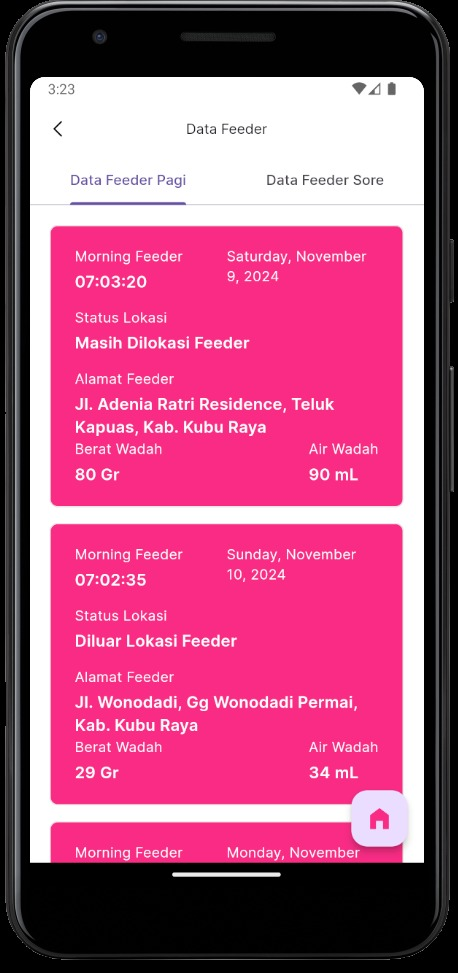 3:23
Data Feeder
Data Feeder Pagi
Data Feeder Sore
Morning Feeder
Saturday, November
9, 2024
07:03:20
Status Lokasi
Masih Dilokasi Feeder
Alamat Feeder
Jl. Adenia Ratri Residence, Teluk
Kapuas, Kab. Kubu Raya
Berat Wadah
Air Wadah
80 Gr
90 mL
Morning Feeder
Sunday, November
10, 2024
07:02:35
Status Lokasi
Diluar Lokasi Feeder
Alamat Feeder
Jl. Wonodadi, Gg Wonodadi Permai,
Kab. Kubu Raya
Berat Wadah
Air Wadah
29 Gr
34 mL
Morning Feeder
Monday, November